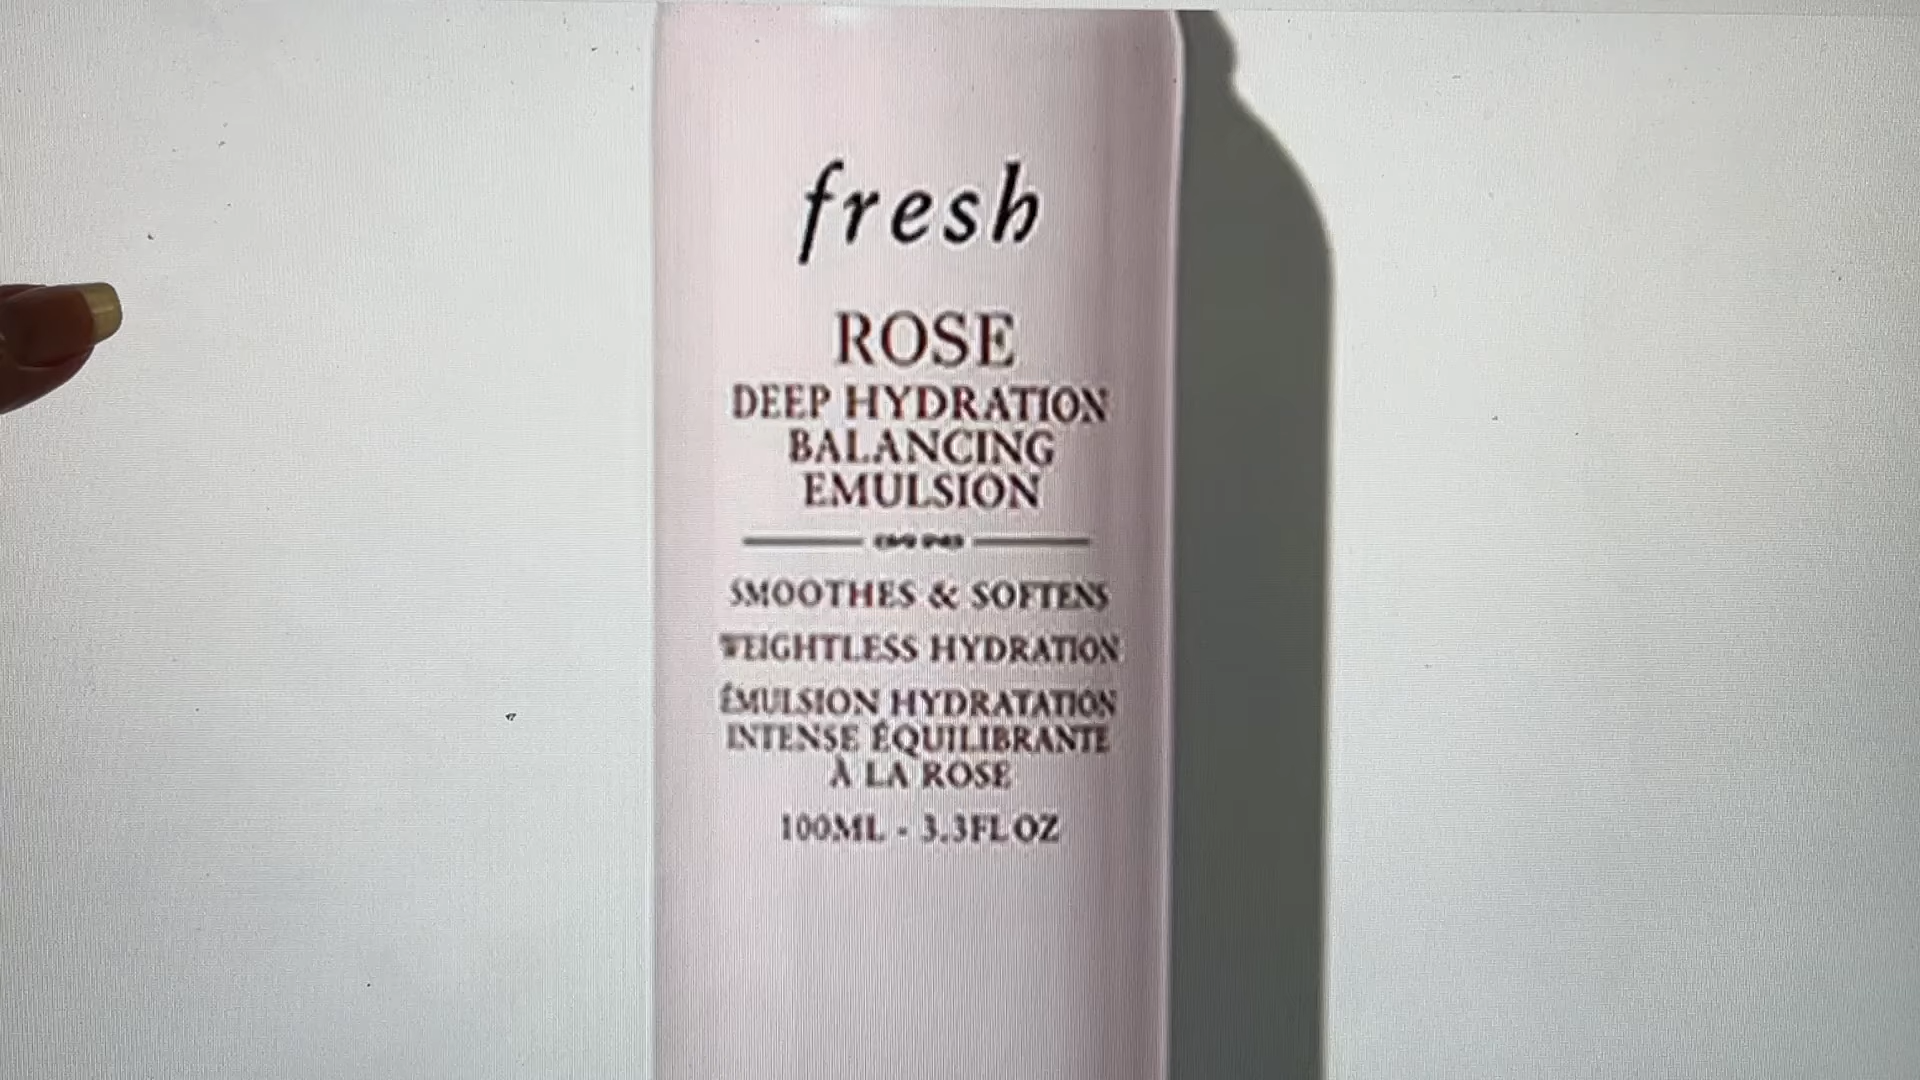 fresh
ROSE
DEEP HYDRATION
BALANCING
EMULSION
SMOOTHES & SOFTENS
WEIGHTLESS HYDRATION
ÉMULSION HYDRATATION
INTENSE ÉQUILIBRANTE
À LA ROSE
100ML - 3.3FL OZ